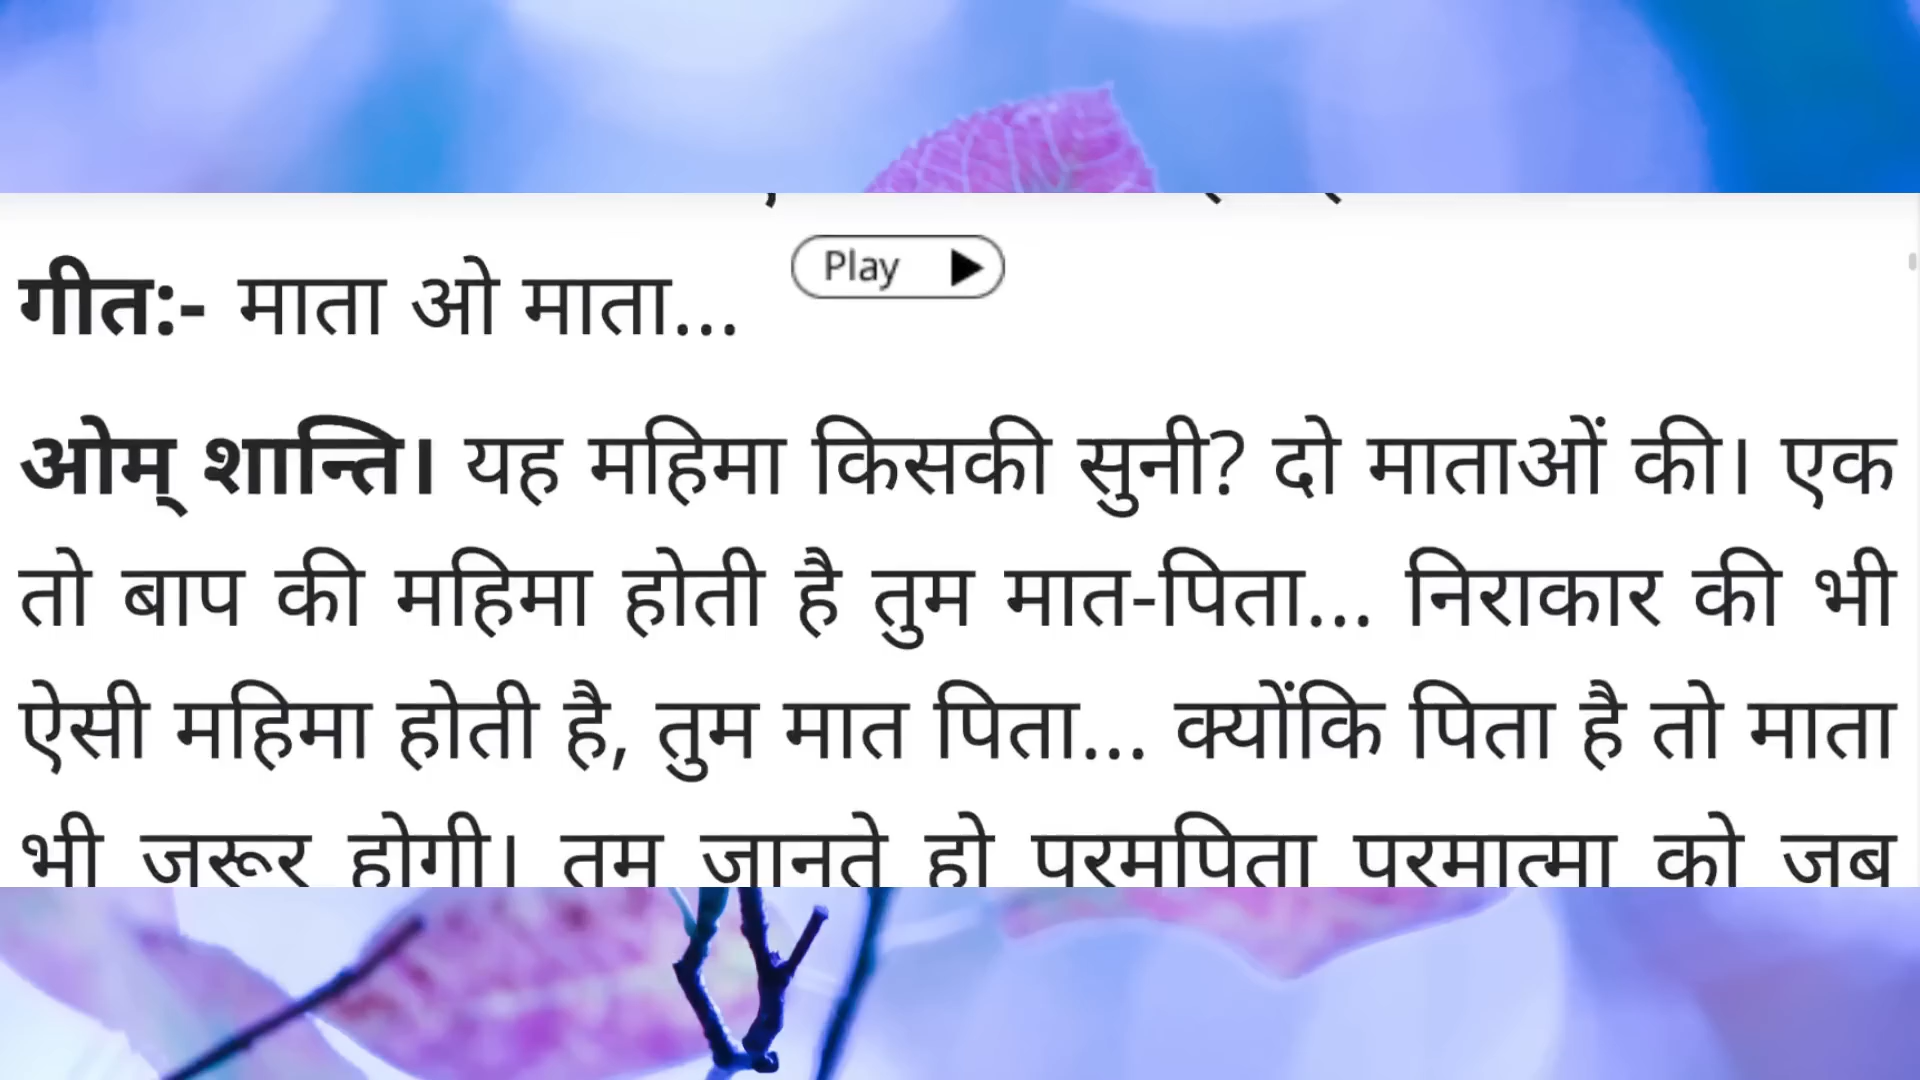 Play
गीत:- माता ओ माता...
ओम् शान्ति। यह महिमा किसकी सुनी? दो माताओं की। एक
तो बाप की महिमा होती है तुम मात-पिता... निराकार की भी
ऐसी महिमा होती है, तुम मात पिता... क्योंकि पिता है तो माता
भी जरूर होगी। तुम जानते हो परमपिता परमात्मा को जब